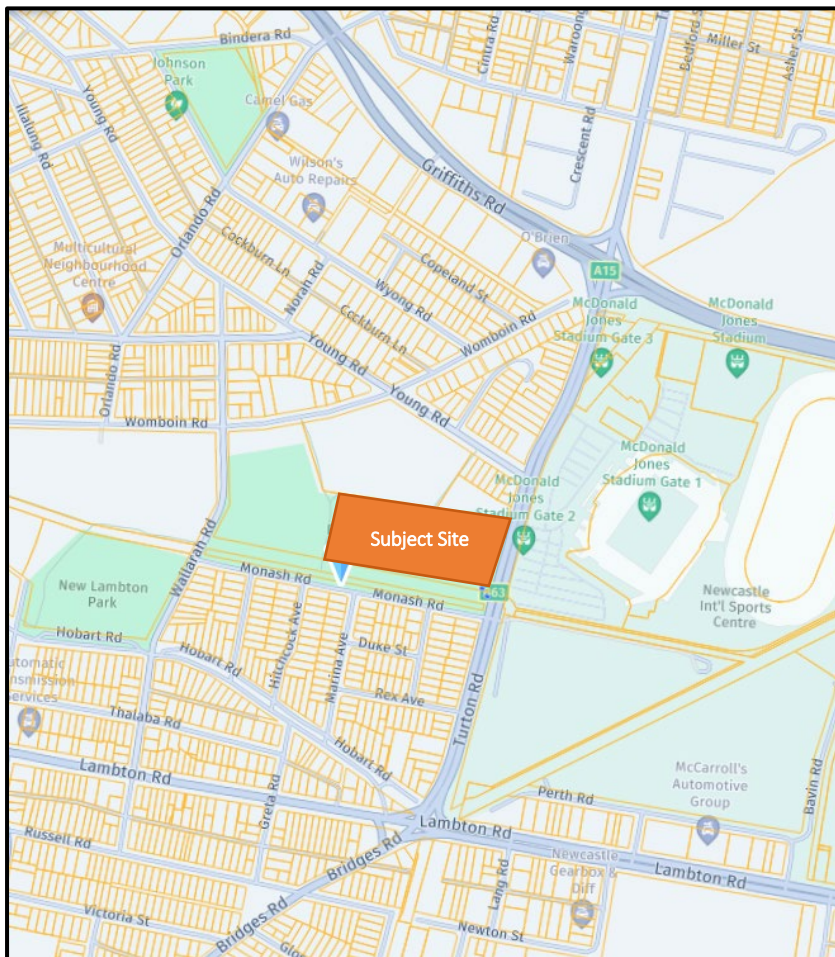 Bindera Rd
Johnson
Park
Illalung Rd
Young Rd
Camel Gas
Wilson's
Auto Repairs
Orlando Rd
Cintra Rd
Bedford St
Miller St
Asher St
Crescent Rd
Griffiths Rd
O'Brien
A15
Multicultural
Neighbourhood
Centre
Cockburn Ln
Norah Rd
Wyong Rd
Copeland St
Cockburn Ln
Womboin Rd
Young Rd
Young Rd
McDonald
Jones
Stadium Gate 3
McDonald
Jones
Stadium
Orlando Rd
Womboin Rd
McDonald
Jones
Stadium Gate 1
McDonald
Jones
Stadium Gate 2
Subject Site
Wallarah Rd
Monash Rd
Monash Rd
A63
New Lambton
Park
Newcastle
Int'l Sports
Centre
Hobart Rd
Hobart Rd
Hitchcock Ave
Marina Ave
Duke St
Rex Ave
Turton Rd
Hobart Rd
utomatic
nsmission
Services
Thalaba Rd
Lambton Rd
Greta Rd
Perth Rd
McCarroll's
Automotive
Group
Bavin Rd
Russell Rd
Bridges Rd
Lambton Rd
Lang Rd
Newcastle
Gearbox &
Diff
Lambton Rd
Victoria St
Bridges Rd
Newton St